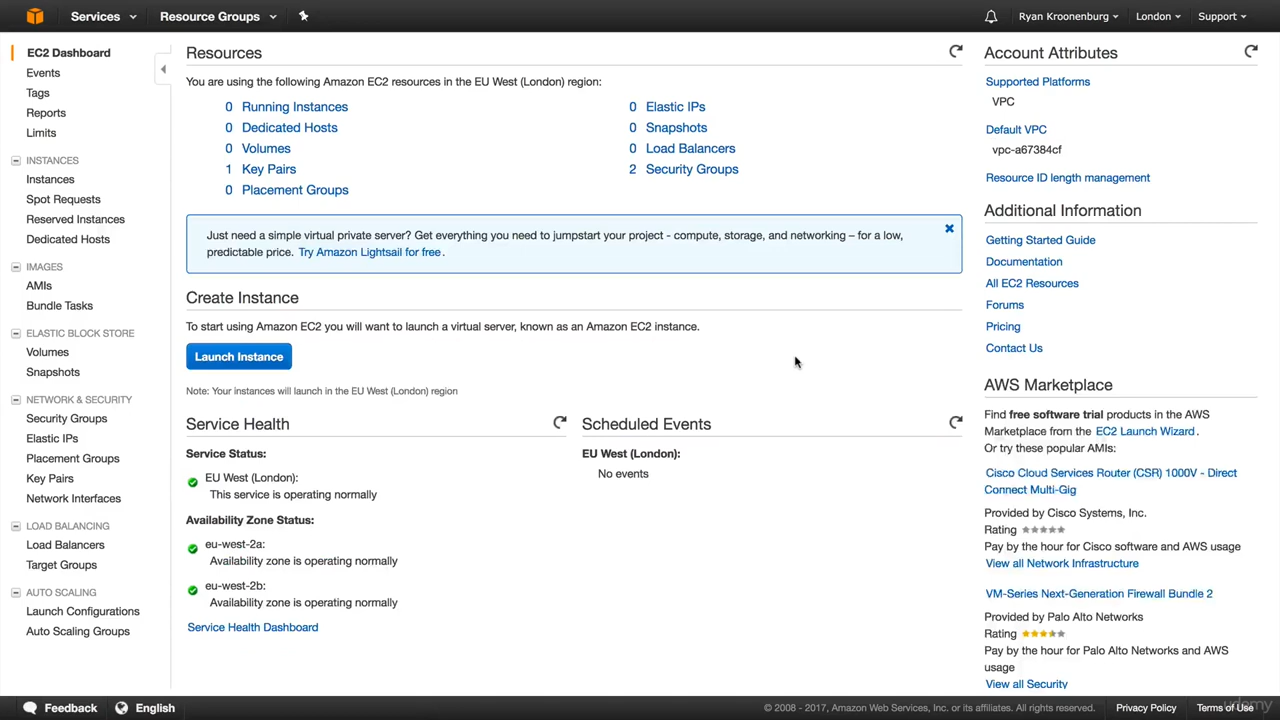 Services
Resource Groups
Ryan Kroonenburg
London
Support
EC2 Dashboard
Events
Tags
Reports
Limits
INSTANCES
Instances
Spot Requests
Reserved Instances
Dedicated Hosts
IMAGES
AMIs
Bundle Tasks
ELASTIC BLOCK STORE
Volumes
Snapshots
NETWORK & SECURITY
Security Groups
Elastic IPs
Placement Groups
Key Pairs
Network Interfaces
LOAD BALANCING
Load Balancers
Target Groups
AUTO SCALING
Launch Configurations
Auto Scaling Groups
Resources
You are using the following Amazon EC2 resources in the EU West (London) region:
0 Running Instances
0 Dedicated Hosts
0 Volumes
1 Key Pairs
0 Placement Groups
0 Elastic IPs
0 Snapshots
0 Load Balancers
2 Security Groups
Just need a simple virtual private server? Get everything you need to jumpstart your project - compute, storage, and networking – for a low,
predictable price. Try Amazon Lightsail for free.
Create Instance
To start using Amazon EC2 you will want to launch a virtual server, known as an Amazon EC2 instance.
Launch Instance
Note: Your instances will launch in the EU West (London) region
Service Health
Service Status:
EU West (London):
This service is operating normally
Availability Zone Status:
eu-west-2a:
Availability zone is operating normally
eu-west-2b:
Availability zone is operating normally
Service Health Dashboard
Scheduled Events
EU West (London):
No events
Account Attributes
Supported Platforms
VPC
Default VPC
vpc-a67384cf
Resource ID length management
Additional Information
Getting Started Guide
Documentation
All EC2 Resources
Forums
Pricing
Contact Us
AWS Marketplace
Find free software trial products in the AWS
Marketplace from the EC2 Launch Wizard.
Or try these popular AMIs:
Cisco Cloud Services Router (CSR) 1000V - Direct
Connect Multi-Gig
Provided by Cisco Systems, Inc.
Rating
Pay by the hour for Cisco software and AWS usage
View all Network Infrastructure
VM-Series Next-Generation Firewall Bundle 2
Provided by Palo Alto Networks
Rating
Pay by the hour for Palo Alto Networks and AWS
usage
View all Security
Feedback
English
© 2008 - 2017, Amazon Web Services, Inc. or its affiliates. All rights reserved.
Privacy Policy
Terms of Use
udemy